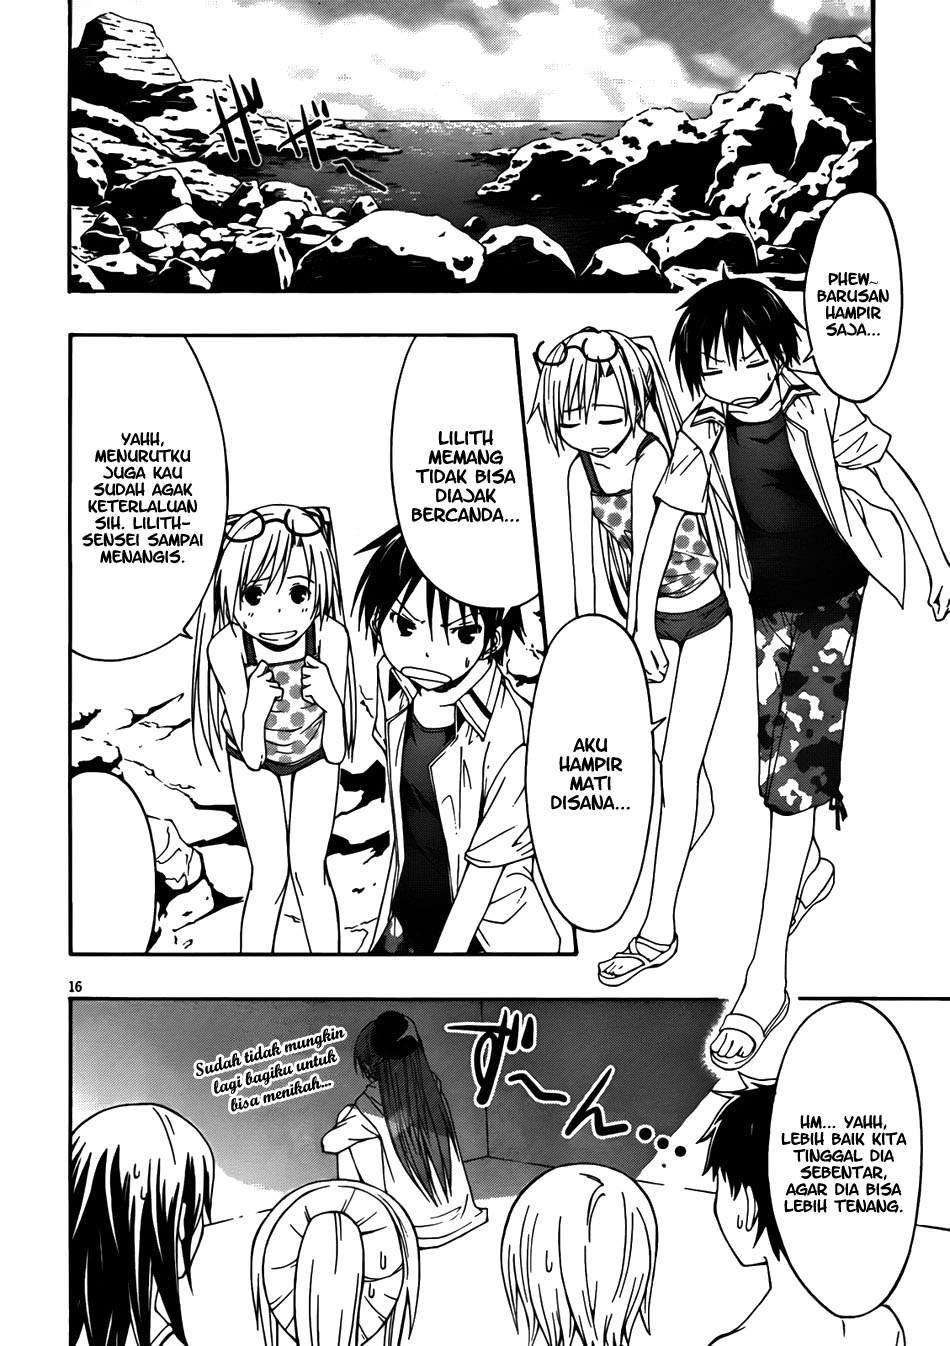 ザザ～
PHEW~
BARUSAN
HAMPIR
SAJA...
AKU
HAMPIR
MATI
DISANA...
LILITH
MEMANG
TIDAK BISA
DIAJAK
BERCANDA...
YAHH,
MENURUTKU
JUGA KAU
SUDAH AGAK
KETERLALUAN
SIH. LILITH-
SENSEI SAMPAI
MENANGIS.
16
Sudah tidak mungkin
lagi bagiku untuk
bisa menikah...
ず～ん...
HM... YAHH,
LEBIH BAIK KITA
TINGGAL DIA
SEBENTAR,
AGAR DIA BISA
LEBIH TENANG.